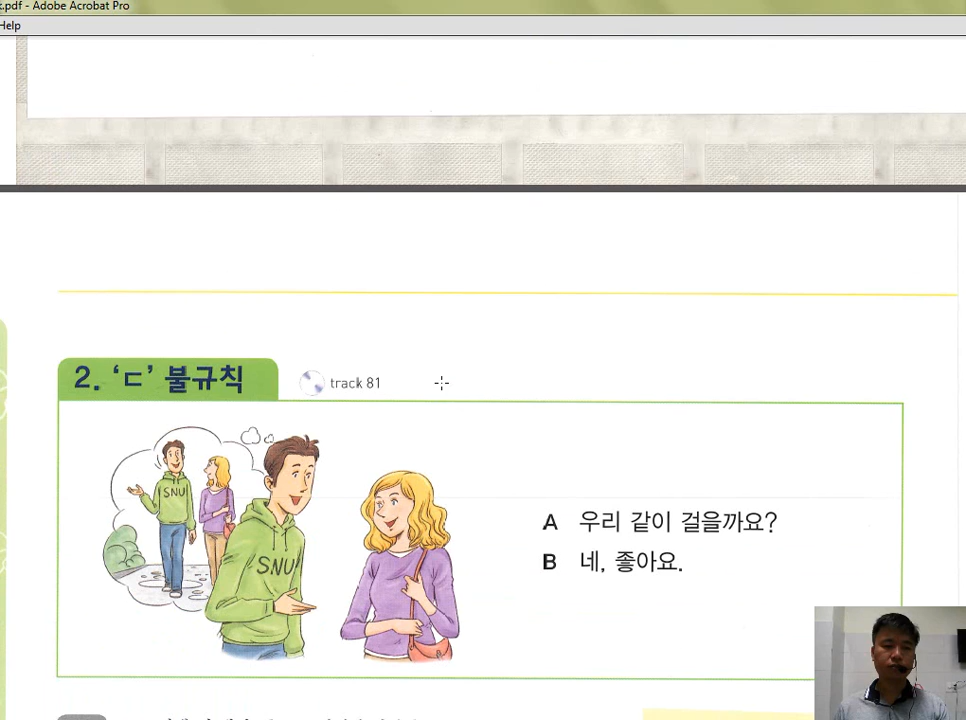 .pdf - Adobe Acrobat Pro
Help
2. ‘ㄷ’ 불규칙
track 81
SNU
SNU
A 우리 같이 걸을까요?
B 네, 좋아요.